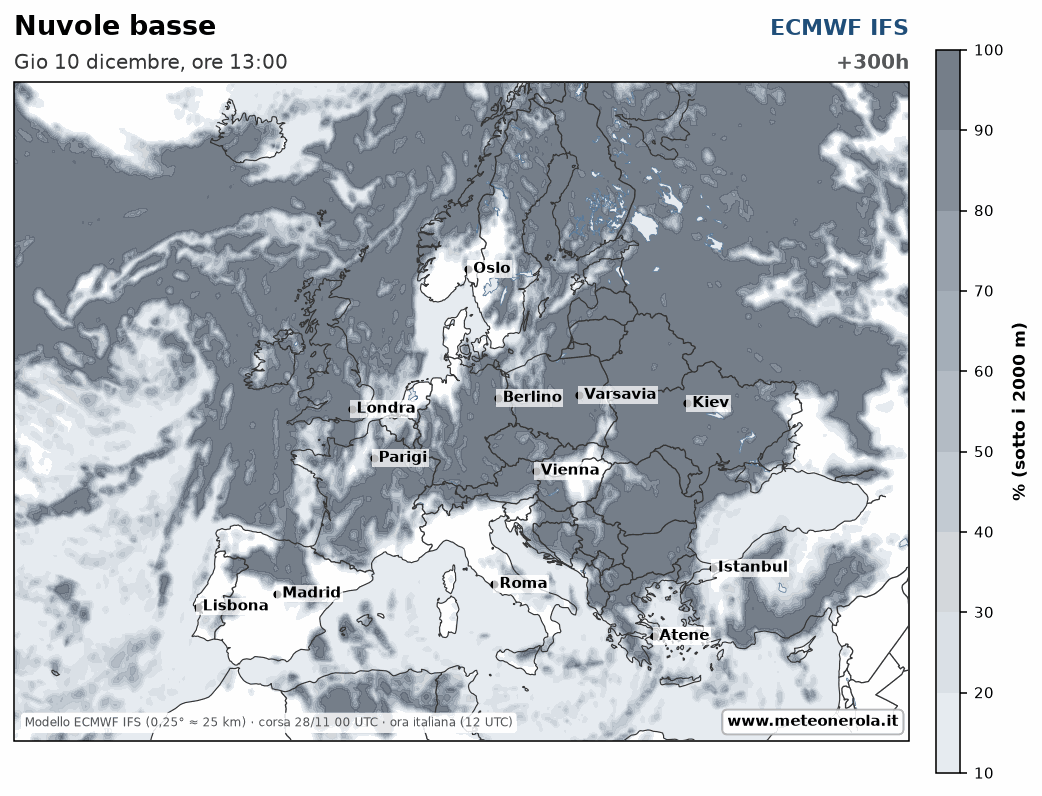 Nuvole basse
ECMWF IFS
Gio 10 dicembre, ore 13:00
+300h
Oslo
Londra
Berlino
Varsavia
Kiev
Parigi
Vienna
Istanbul
Madrid
Lisbona
Roma
Atene
Modello ECMWF IFS (0,25° ≈ 25 km) · corsa 28/11 00 UTC · ora italiana (12 UTC)
www.meteonerola.it
100
90
80
70
60
50
40
30
20
10
% (sotto i 2000 m)